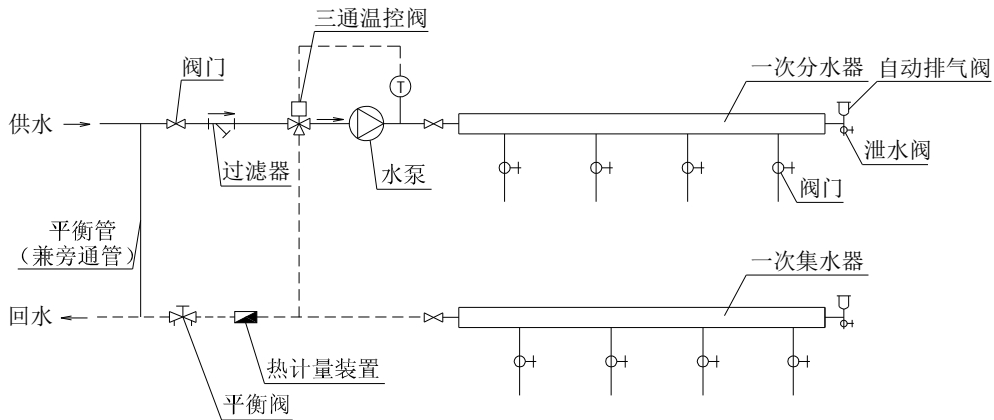 三通温控阀
阀门
T
一次分水器
自动排气阀
供水
过滤器
水泵
泄水阀
阀门
平衡管
（兼旁通管）
一次集水器
回水
热计量装置
平衡阀